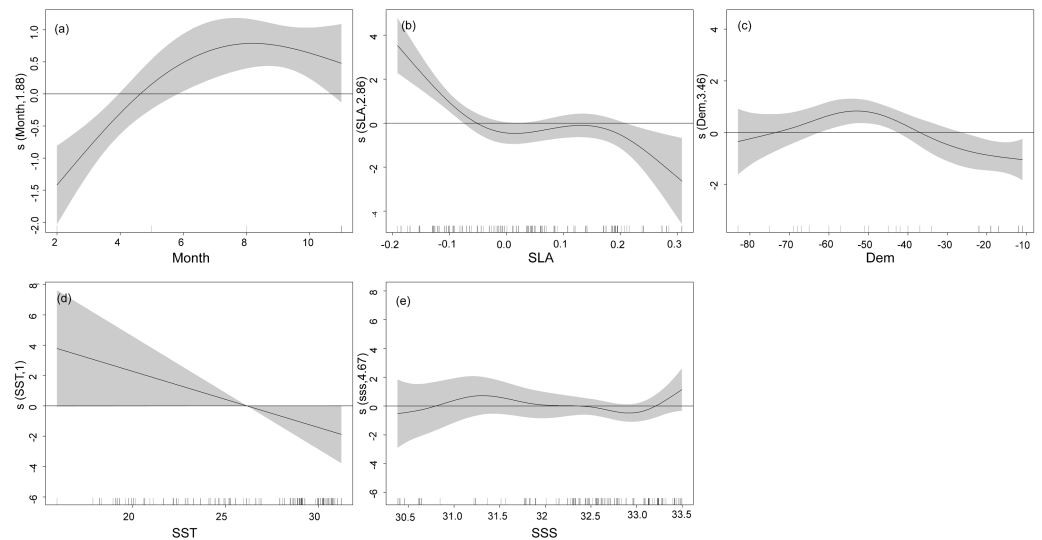 (a)
s (Month,1.88)
1.0
0.5
0.0
-0.5
-1.0
-1.5
-2.0
2 4 6 8 10
Month
(b)
s (SLA,2.86)
4
2
0
-2
-4
-0.2 -0.1 0.0 0.1 0.2 0.3
SLA
(c)
s (Dem,3.46)
4
2
0
-2
-80 -70 -60 -50 -40 -30 -20 -10
Dem
(d)
s (SST,1)
8
6
4
2
0
-2
-4
-6
20 25 30
SST
(e)
s (sss,4.67)
8
6
4
2
0
-2
-4
-6
30.5 31.0 31.5 32 32.5 33.0 33.5
SSS